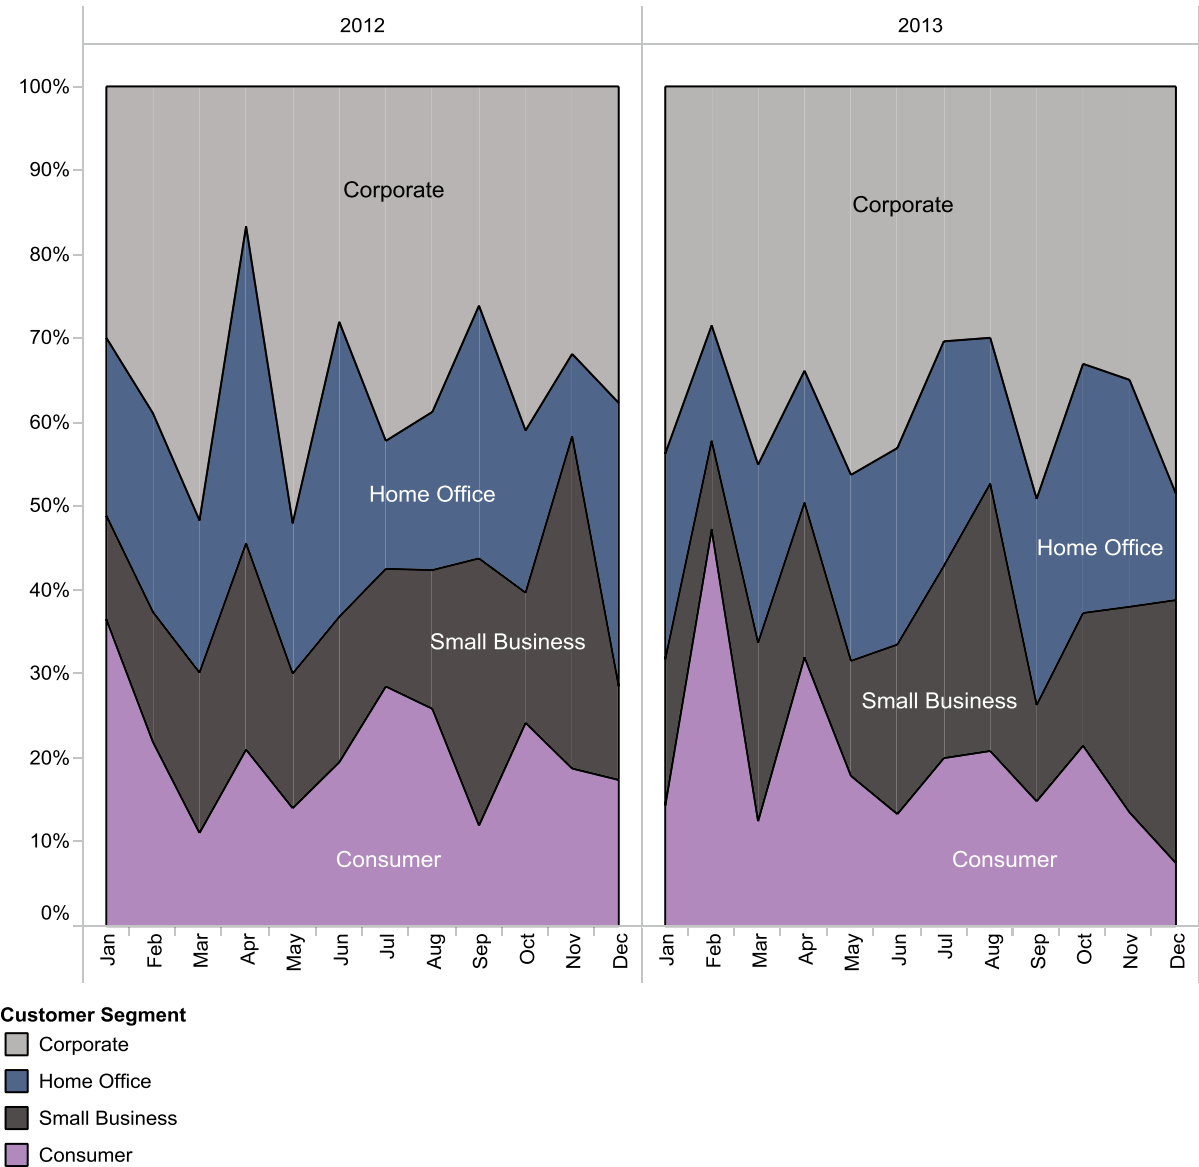 2012 2013
100%
90%
Corporate Corporate
80%
70%
60%
50%
Home Office Home Office
40%
Small Business Small Business
30%
20%
10%
Consumer Consumer
0%
Jan Feb Mar Apr May Jun Jul Aug Sep Oct Nov Dec Jan Feb Mar Apr May Jun Jul Aug Sep Oct Nov Dec
Customer Segment
Corporate
Home Office
Small Business
Consumer